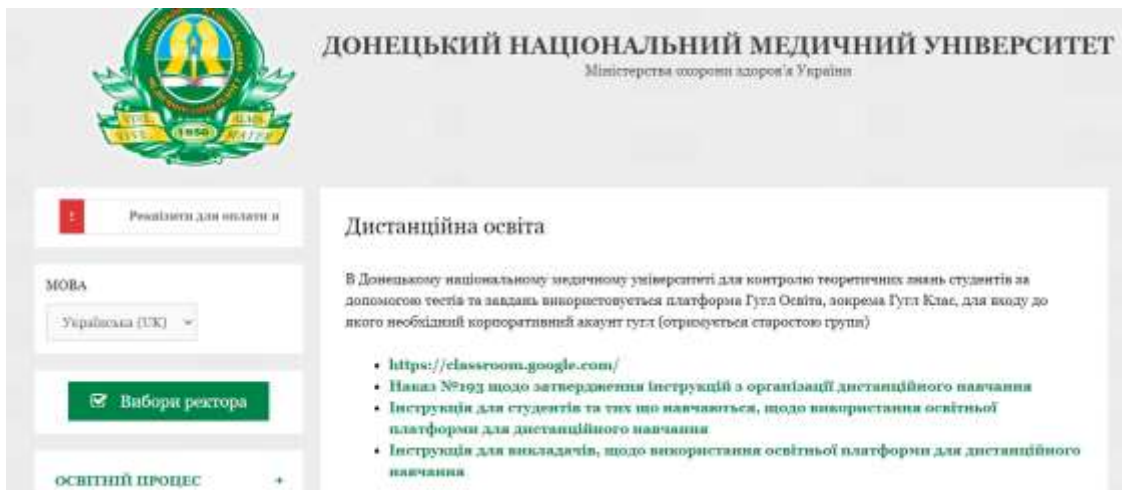 VIVE
1930
ALMA
MATER
ДОНЕЦЬКИЙ НАЦІОНАЛЬНИЙ МЕДИЧНИЙ УНІВЕРСИТЕТ
Міністерства охорони здоров'я України
Реквізити для оплати н
МОВА
Українська (UK)
Вибори ректора
ОСВІТНІЙ ПРОЦЕС +
Дистанційна освіта
В Донецькому національному медичному університеті для контролю теоретичних знань студентів за
допомогою тестів та завдань використовується платформа Гугл Освіта, зокрема Гугл Клас, для входу до
якого необхідний корпоративний акаунт гугл (отримується старостою групи)
• https://classroom.google.com/
• Наказ №193 щодо затвердження інструкцій з організації дистанційного навчання
• Інструкція для студентів та тих що навчаються, щодо використання освітньої
платформи для дистанційного навчання
• Інструкція для викладачів, щодо використання освітньої платформи для дистанційного
навчання